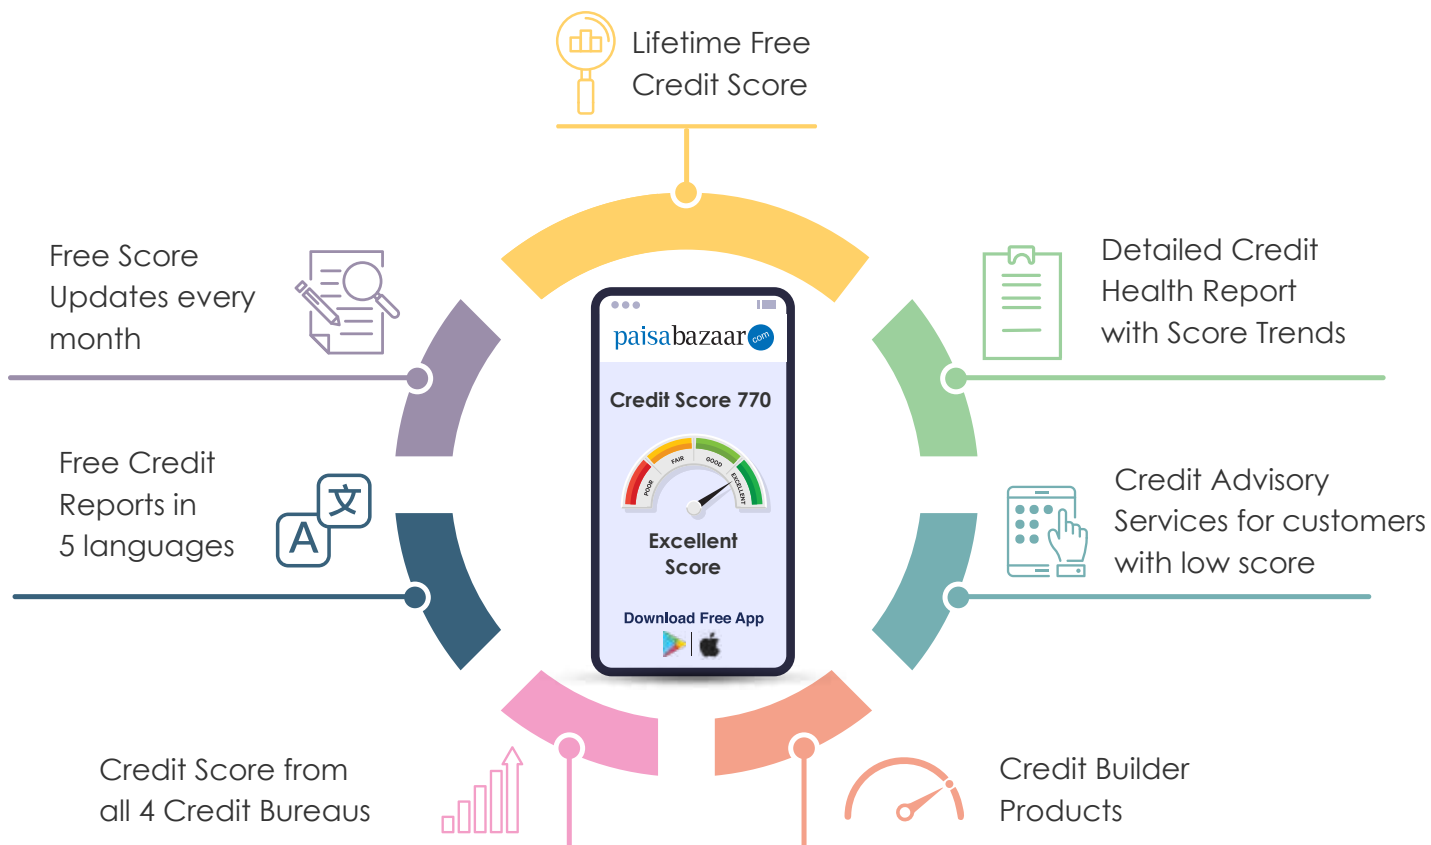 Lifetime Free
Credit Score
Free Score
Updates every
month
Detailed Credit
Health Report
with Score Trends
paisabazaar com
Credit Score 770
POOR
FAIR
GOOD
EXCELLENT
Excellent
Score
Download Free App
Free Credit
Reports in
5 languages
A
文
Credit Advisory
Services for customers
with low score
Credit Score from
all 4 Credit Bureaus
Credit Builder
Products